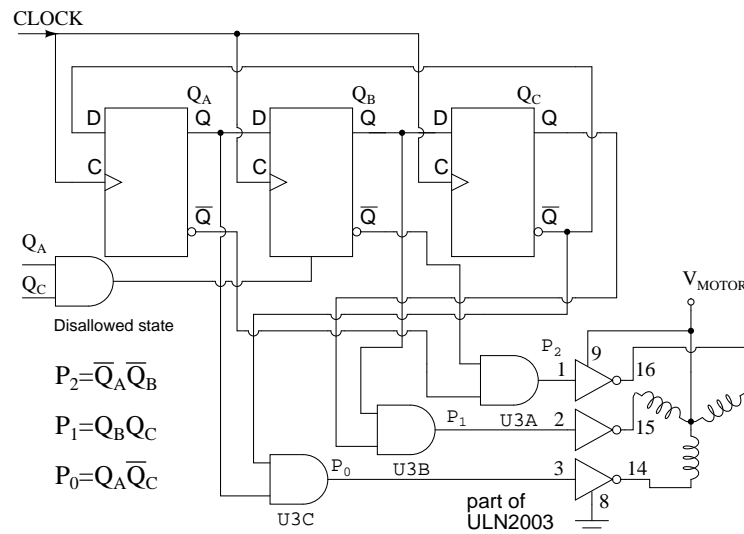 CLOCK
Q_A
Q_B
Q_C
D Q D Q D Q
C C C
Q̅ Q̅ Q̅
Q_A
Q_C
V_MOTOR
Disallowed state
P_2 9
1 16
P_2=Q̅_AQ̅_B
P_1 U3A 2 15
P_1=Q_BQ_C
U3B
P_0 3 14
P_0=Q_AQ̅_C
U3C
part of
ULN2003
8